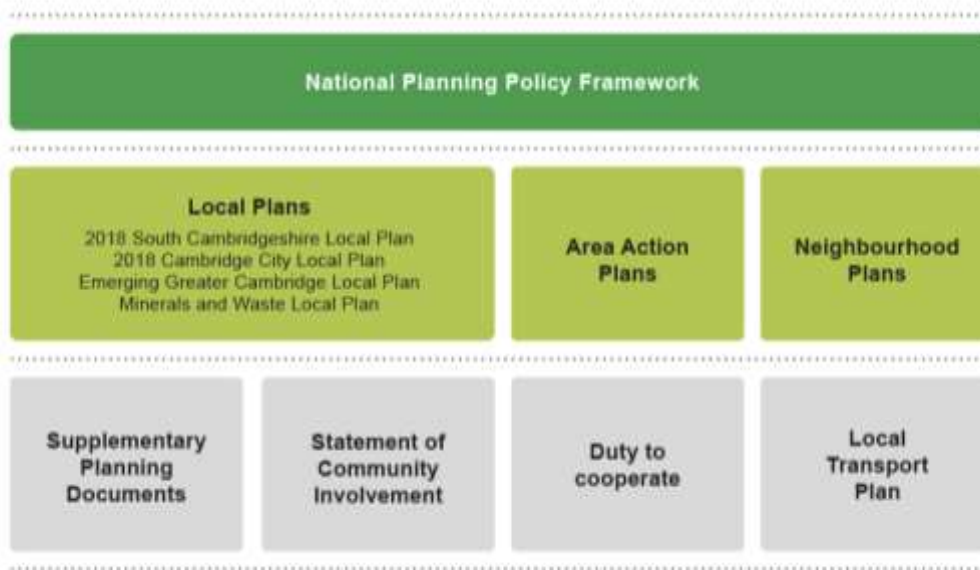 National Planning Policy Framework
Local Plans
2018 South Cambridgeshire Local Plan
2018 Cambridge City Local Plan
Emerging Greater Cambridge Local Plan
Minerals and Waste Local Plan
Area Action
Plans
Neighbourhood
Plans
Supplementary
Planning
Documents
Statement of
Community
Involvement
Duty to
cooperate
Local
Transport
Plan